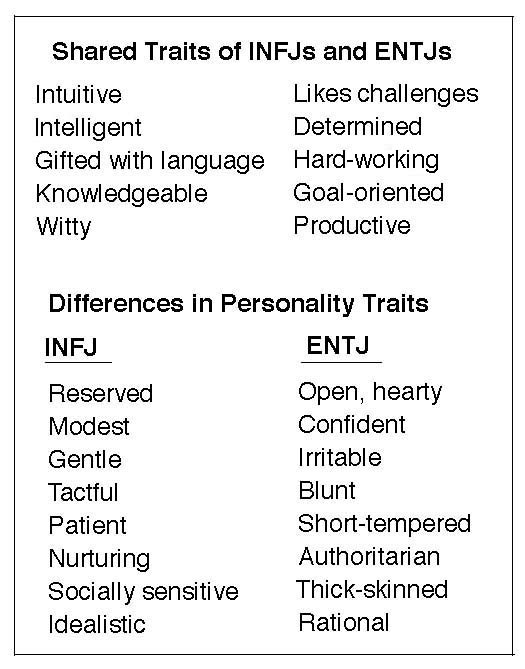 Shared Traits of INFJs and ENTJs
Intuitive Likes challenges
Intelligent Determined
Gifted with language Hard-working
Knowledgeable Goal-oriented
Witty Productive
Differences in Personality Traits
INFJ ENTJ
Reserved Open, hearty
Modest Confident
Gentle Irritable
Tactful Blunt
Patient Short-tempered
Nurturing Authoritarian
Socially sensitive Thick-skinned
Idealistic Rational